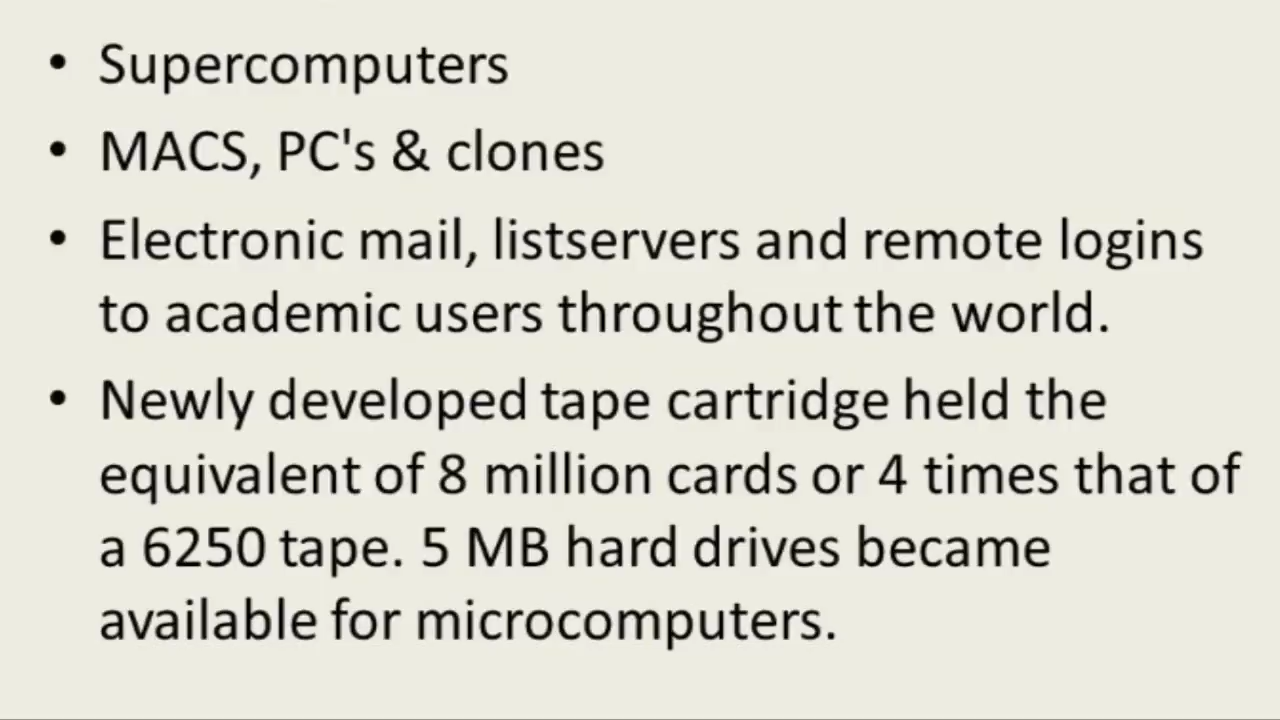 • Supercomputers
• MACS, PC's & clones
• Electronic mail, listservers and remote logins
to academic users throughout the world.
• Newly developed tape cartridge held the
equivalent of 8 million cards or 4 times that of
a 6250 tape. 5 MB hard drives became
available for microcomputers.